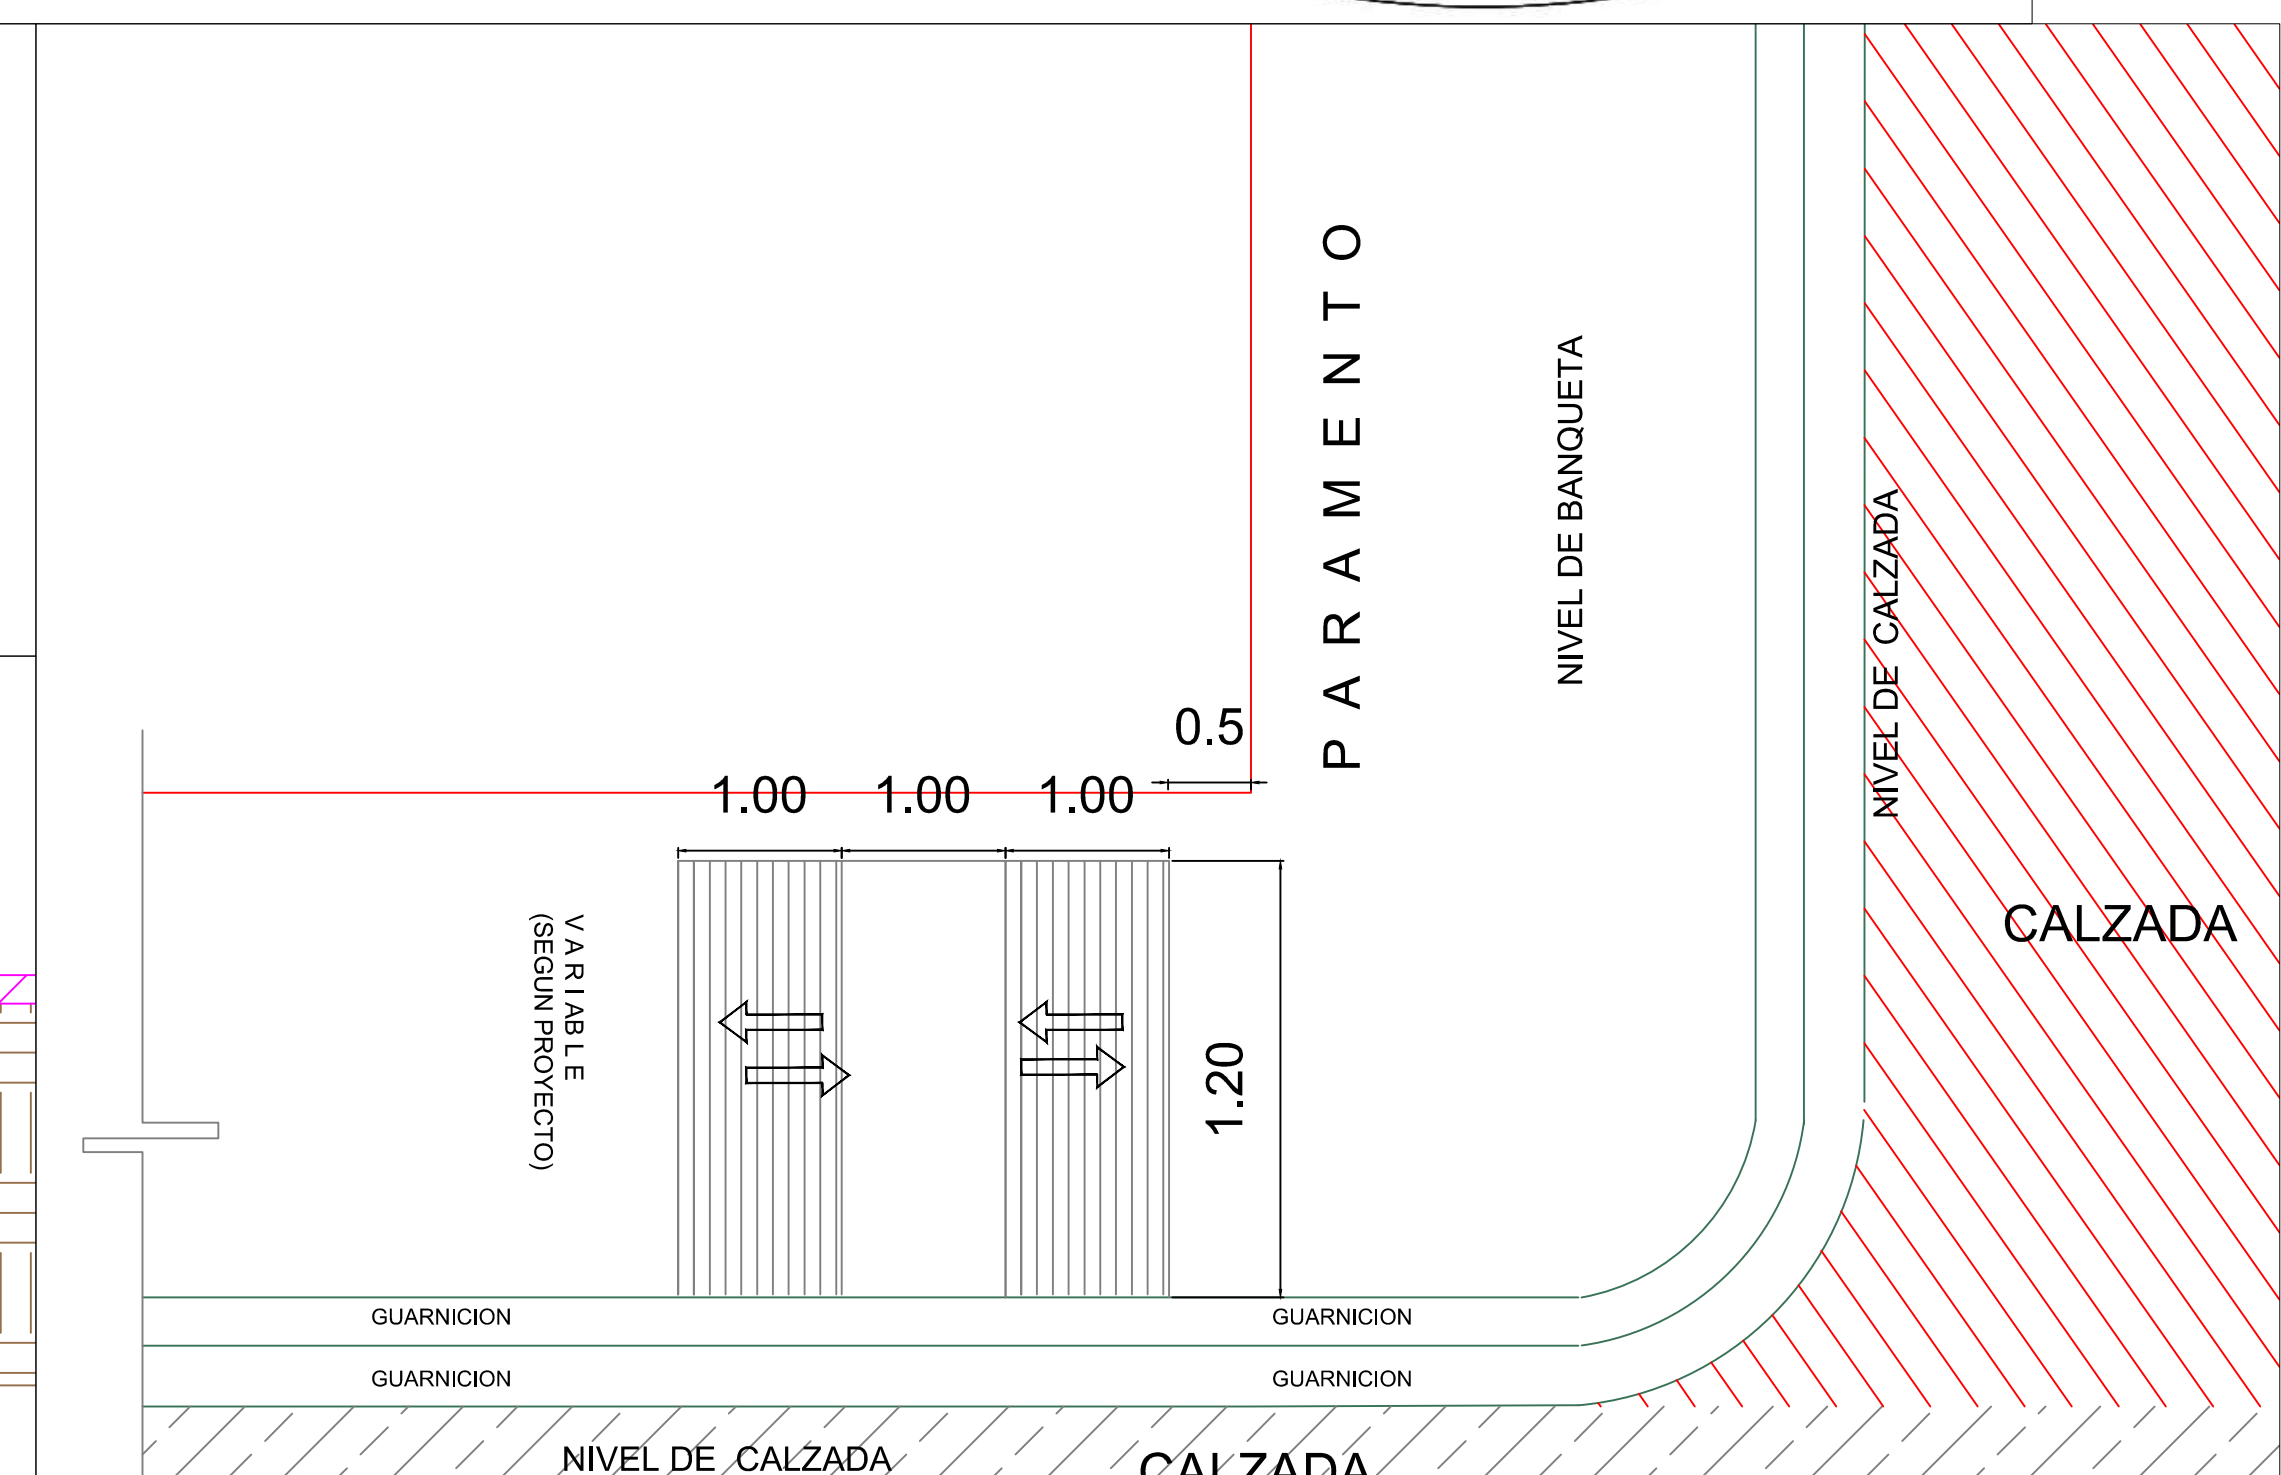 P A R A M E N T O
NIVEL DE BANQUETA
NIVEL DE CALZADA
0.5
1.00 1.00 1.00
CALZADA
V A R I A B L E
(SEGUN PROYECTO)
1.20
GUARNICION GUARNICION
GUARNICION GUARNICION
NIVEL DE CALZADA
CALZADA